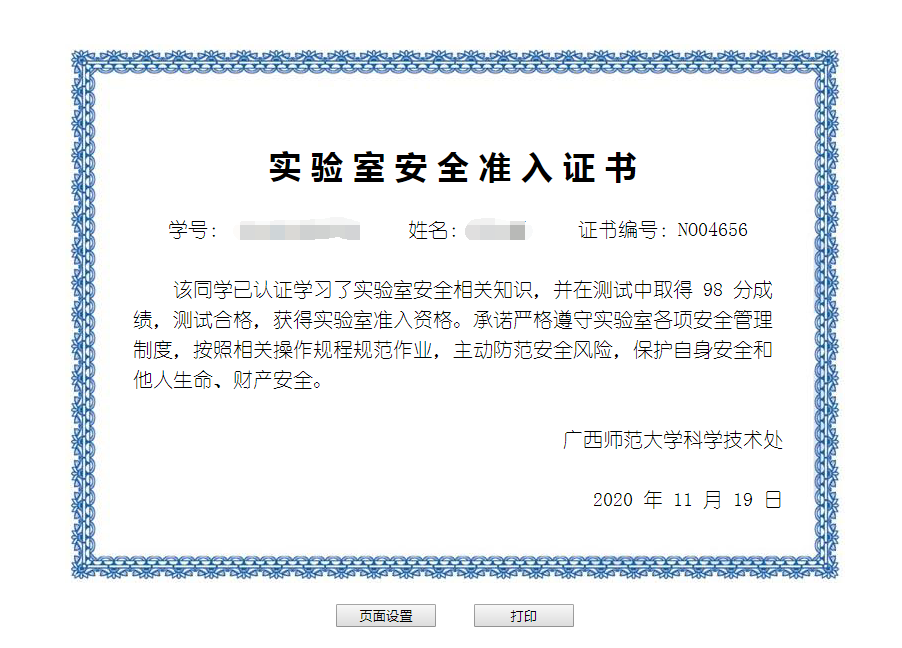 实验室安全准入证书
学号： 姓名： 证书编号：N004656
该同学已认证学习了实验室安全相关知识，并在测试中取得 98 分成
绩，测试合格，获得实验室准入资格。承诺严格遵守实验室各项安全管理
制度，按照相关操作规程规范作业，主动防范安全风险，保护自身安全和
他人生命、财产安全。
广西师范大学科学技术处
2020 年 11 月 19 日
页面设置 打印